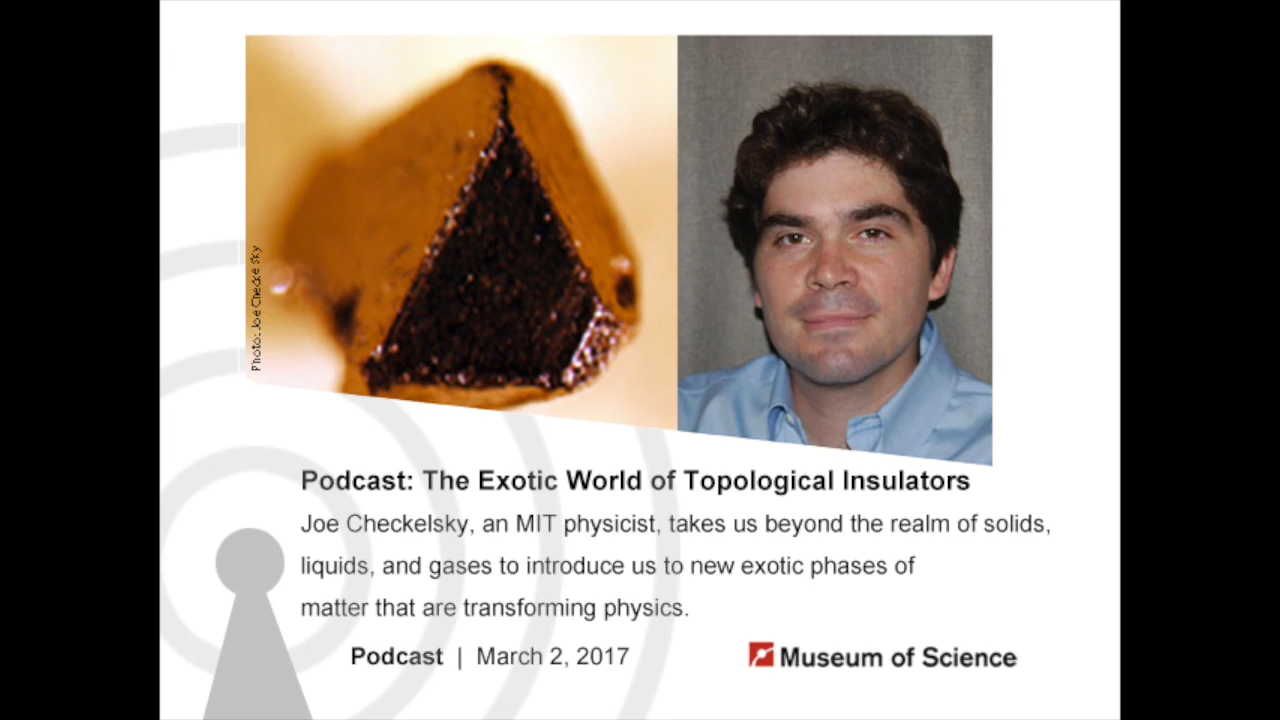 Photo: Joe Checkelsky
Podcast: The Exotic World of Topological Insulators
Joe Checkelsky, an MIT physicist, takes us beyond the realm of solids,
liquids, and gases to introduce us to new exotic phases of
matter that are transforming physics.
Podcast | March 2, 2017
Museum of Science